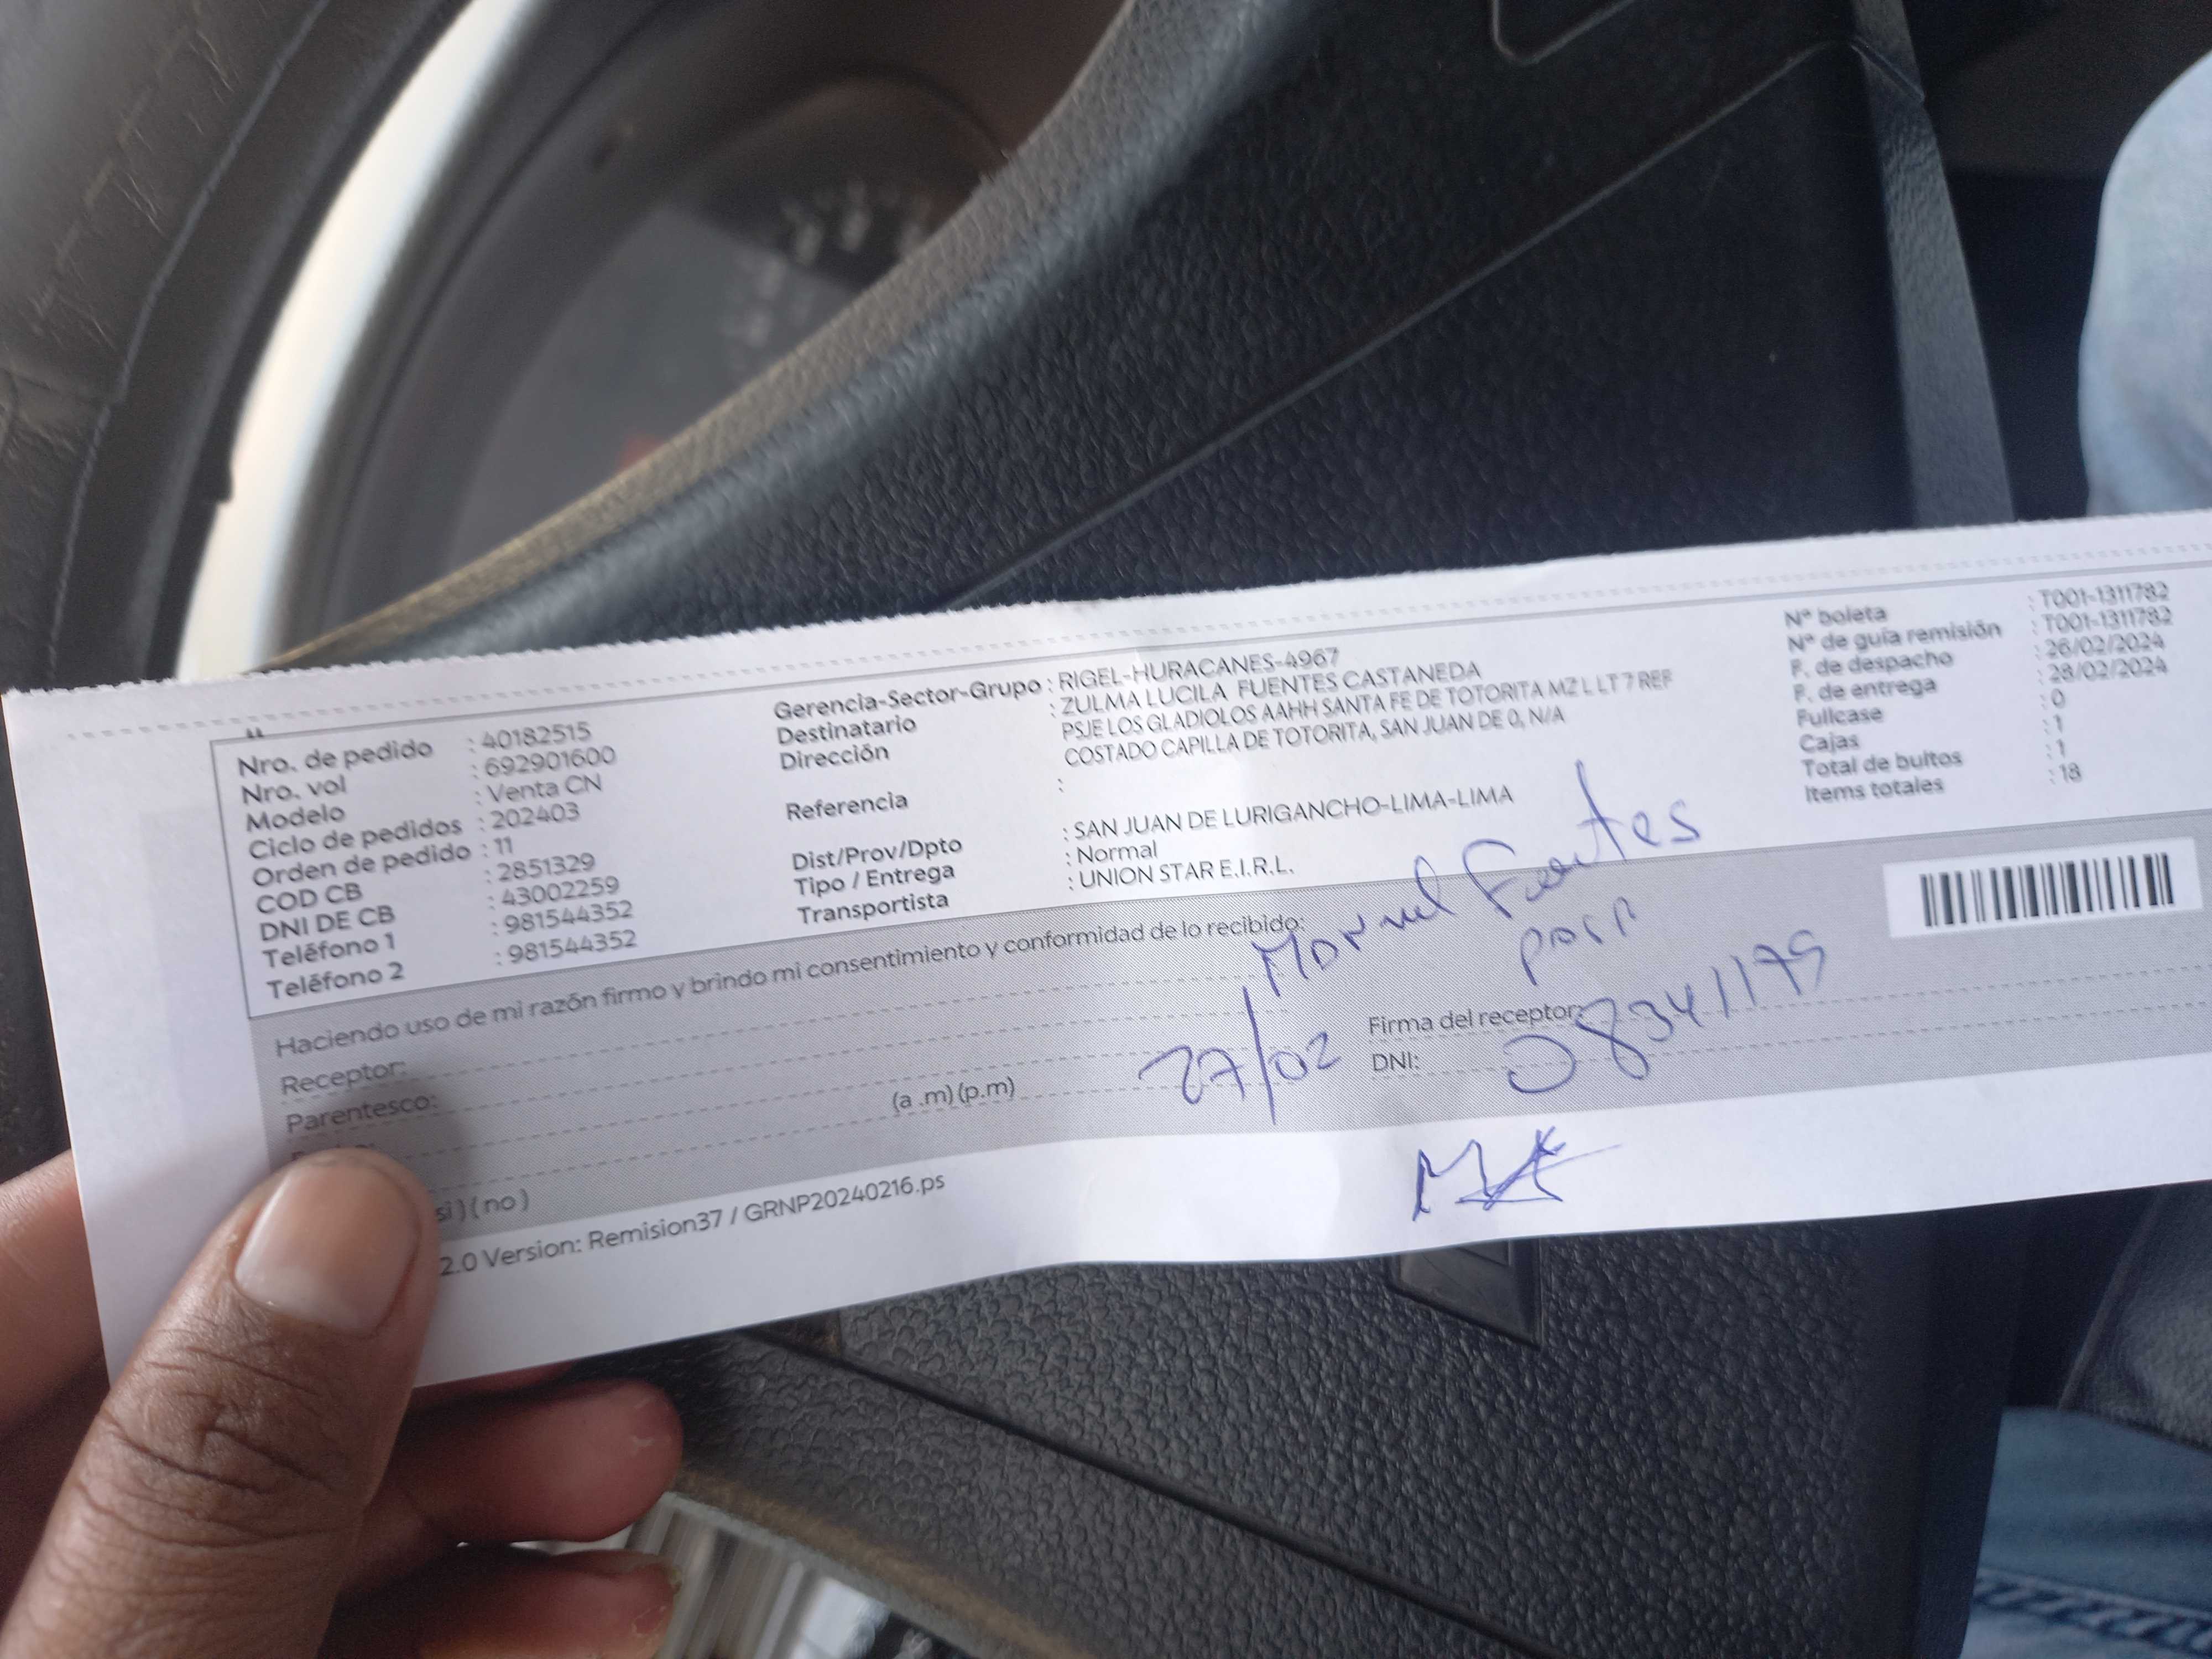 Nro. de pedido : 40182515
Nro. vol : 692901600
Modelo : Venta CN
Ciclo de pedidos : 202403
Orden de pedido : 11
COD CB : 2851329
DNI DE CB : 43002259
Teléfono 1 : 981544352
Teléfono 2 : 981544352
Gerencia-Sector-Grupo : RIGEL-HURACANES-4967
Destinatario : ZULMA LUCILA FUENTES CASTANEDA
Dirección PSJE LOS GLADIOLOS AAHH SANTA FE DE TOTORITA MZ L LT 7 REF
COSTADO CAPILLA DE TOTORITA, SAN JUAN DE 0, N/A
Referencia :
Dist/Prov/Dpto : SAN JUAN DE LURIGANCHO-LIMA-LIMA
Tipo / Entrega : Normal
Transportista : UNION STAR E.I.R.L.
N° boleta : T001-1311782
N° de guía remisión : T001-1311782
F. de despacho : 26/02/2024
F. de entrega : 28/02/2024
Fullcase : 0
Cajas : 1
Total de bultos : 1
Items totales : 18
Haciendo uso de mi razón firmo y brindo mi consentimiento y conformidad de lo recibido:
Receptor:
Parentesco:
(a .m) (p.m)
27/02
Firma del receptor:
DNI: 08341179
si ) ( no )
2.0 Version: Remision37 / GRNP20240216.ps